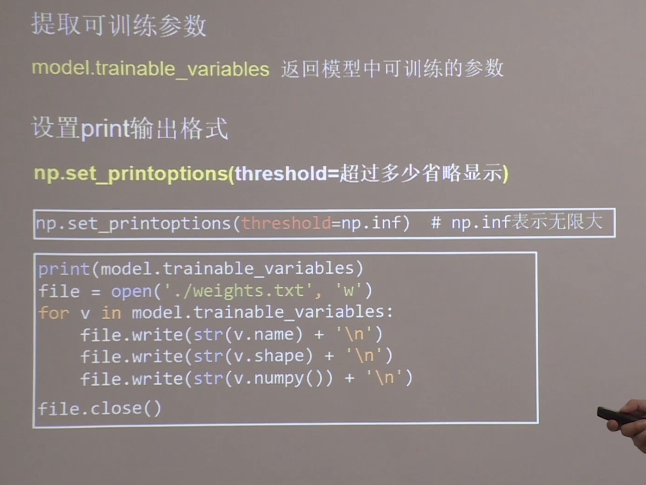 提取可训练参数
model.trainable_variables 返回模型中可训练的参数
设置print输出格式
np.set_printoptions(threshold=超过多少省略显示)
np.set_printoptions(threshold=np.inf)  # np.inf表示无限大
print(model.trainable_variables)
file = open('./weights.txt', 'w')
for v in model.trainable_variables:
    file.write(str(v.name) + '\n')
    file.write(str(v.shape) + '\n')
    file.write(str(v.numpy()) + '\n')
file.close()